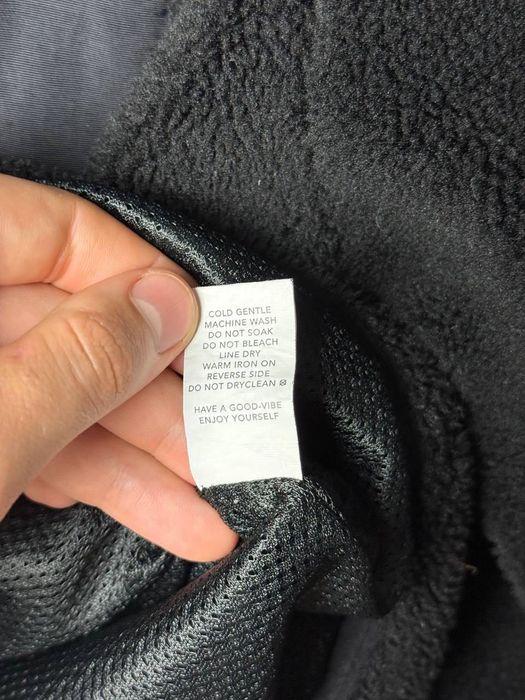 COLD GENTLE
MACHINE WASH
DO NOT SOAK
DO NOT BLEACH
LINE DRY
WARM IRON ON
REVERSE SIDE
DO NOT DRYCLEAN ⊗
HAVE A GOOD-VIBE
ENJOY YOURSELF